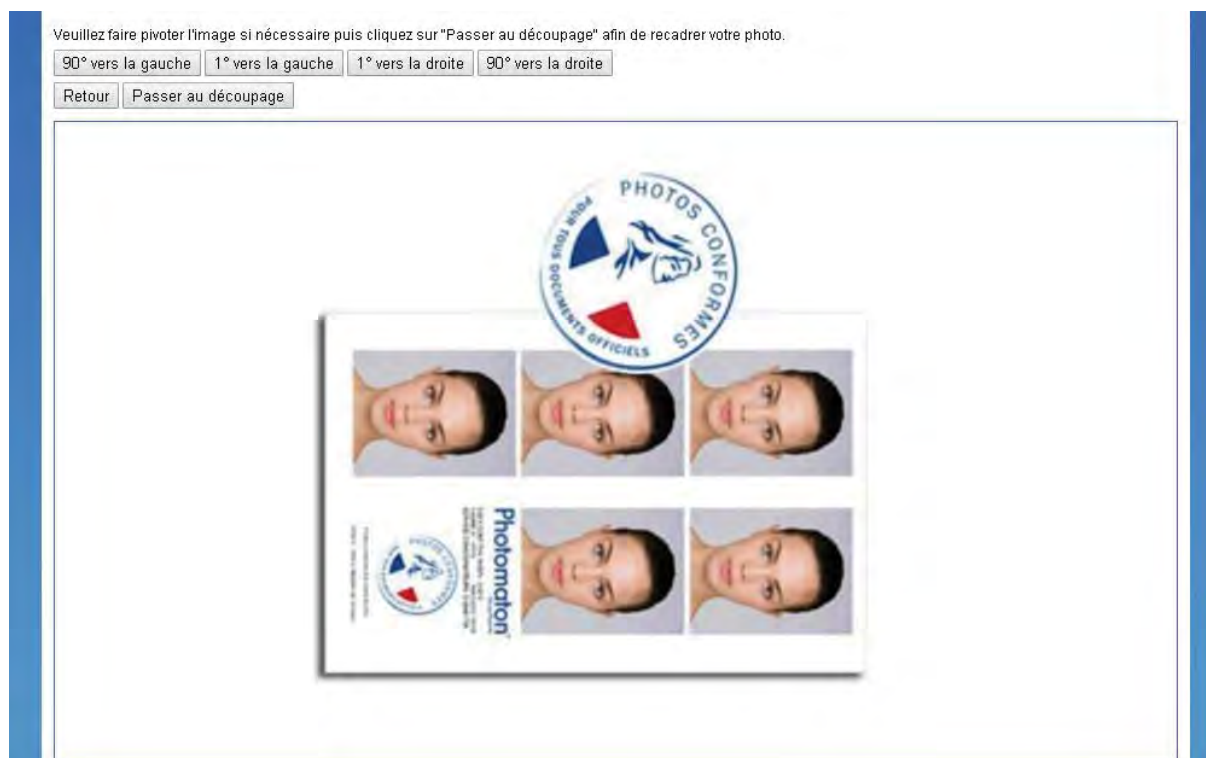 Veuillez faire pivoter l'image si nécessaire puis cliquez sur "Passer au découpage" afin de recadrer votre photo.
90° vers la gauche 1° vers la gauche 1° vers la droite 90° vers la droite
Retour Passer au découpage
PHOTOS CONFORMES
POUR TOUS DOCUMENTS OFFICIELS
Photomaton
PHOTOS CONFORMES